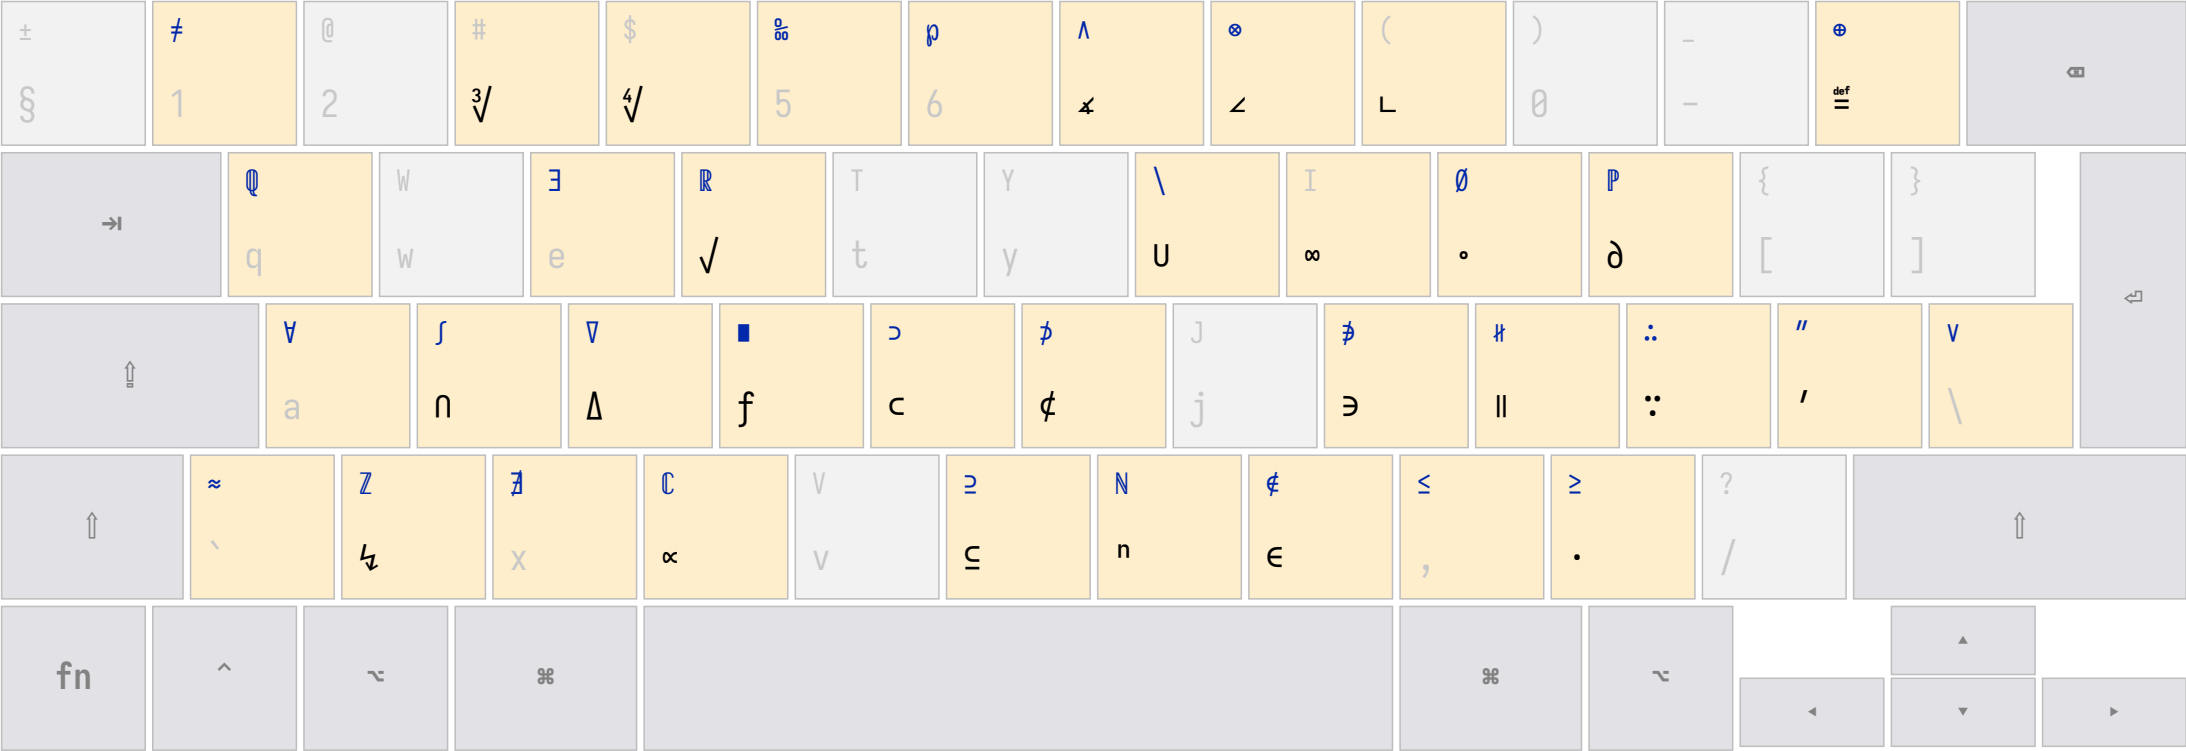 ± ≠ @ # $ ‰ ℘ ∧ ⊗ ( ) _ ⊕ ⌫
§ 1 2 ∛ ∜ 5 6 ∡ ∠ ∟ 0 - ≝
⇥ ℚ W ∃ ℝ T Y \ I ∅ ℙ { }
q w e √ t y ∪ ∞ ∘ ∂ [ ] ⏎
⇪ ∀ ∫ ∇ ∎ ⊃ ⊅ J ∌ ∦ ∴ ″ ∨
a ∩ ∆ ƒ ⊂ ⊄ j ∋ ∥ ∵ ′ \
⇧ ≈ ℤ ∄ ℂ V ⊇ ℕ ∉ ≤ ≥ ? ⇧
` ↯ x ∝ v ⊆ ⁿ ∈ , ⋅ /
fn ^ ⌥ ⌘ ⌘ ⌥ ▲
◀ ▼ ▶